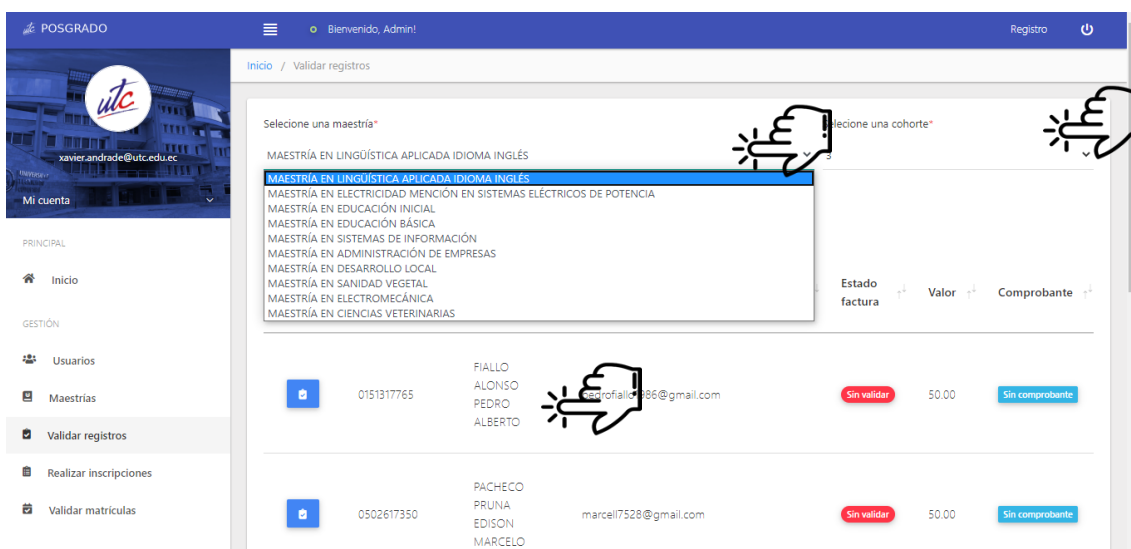 utc POSGRADO
Bienvenido, Admin!
Registro
utc
xavier.andrade@utc.edu.ec
Mi cuenta
PRINCIPAL
Inicio
GESTIÓN
Usuarios
Maestrías
Validar registros
Realizar inscripciones
Validar matrículas
Inicio / Validar registros
Selecione una maestría*
MAESTRÍA EN LINGÜÍSTICA APLICADA IDIOMA INGLÉS
Selecione una cohorte*
3
MAESTRÍA EN LINGÜÍSTICA APLICADA IDIOMA INGLÉS
MAESTRÍA EN ELECTRICIDAD MENCIÓN EN SISTEMAS ELÉCTRICOS DE POTENCIA
MAESTRÍA EN EDUCACIÓN INICIAL
MAESTRÍA EN EDUCACIÓN BÁSICA
MAESTRÍA EN SISTEMAS DE INFORMACIÓN
MAESTRÍA EN ADMINISTRACIÓN DE EMPRESAS
MAESTRÍA EN DESARROLLO LOCAL
MAESTRÍA EN SANIDAD VEGETAL
MAESTRÍA EN ELECTROMECÁNICA
MAESTRÍA EN CIENCIAS VETERINARIAS
Estado
factura
Valor
Comprobante
0151317765
FIALLO
ALONSO
PEDRO
ALBERTO
Sin validar
50.00
Sin comprobante
0502617350
PACHECO
PRUNA
EDISON
MARCELO
marcell7528@gmail.com
Sin validar
50.00
Sin comprobante